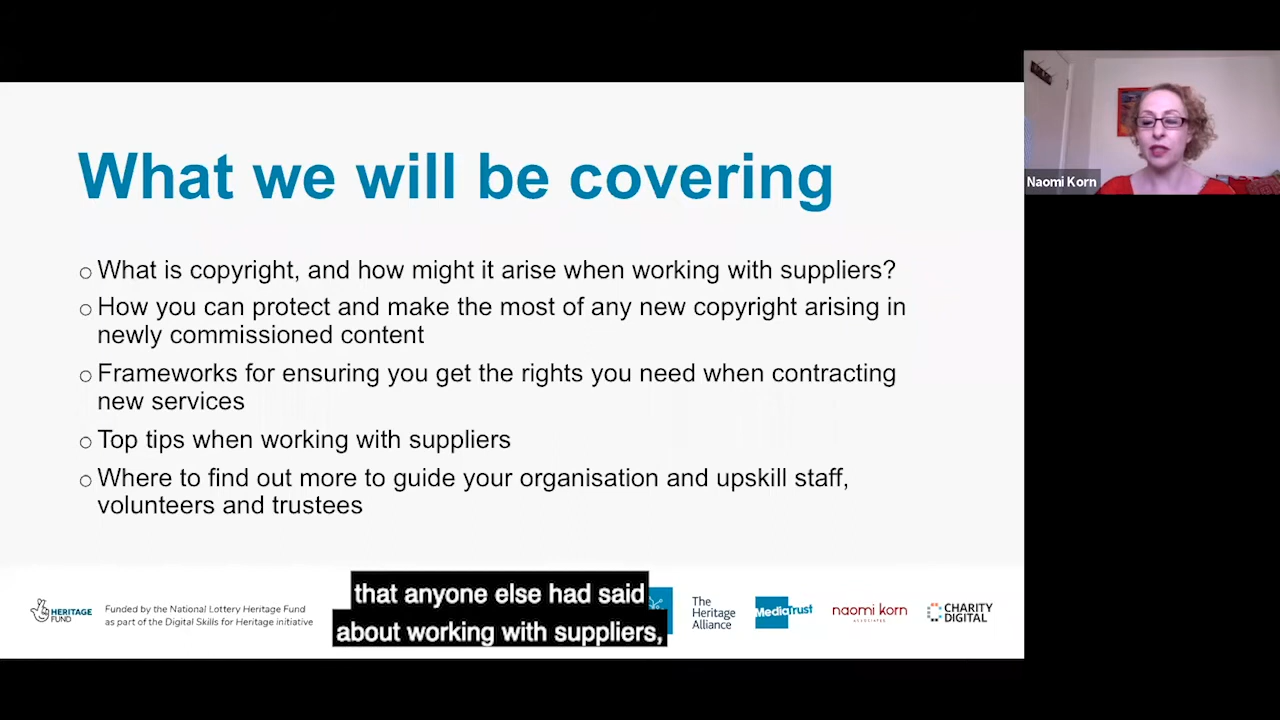 What we will be covering
Naomi Korn
○ What is copyright, and how might it arise when working with suppliers?
○ How you can protect and make the most of any new copyright arising in
newly commissioned content
○ Frameworks for ensuring you get the rights you need when contracting
new services
○ Top tips when working with suppliers
○ Where to find out more to guide your organisation and upskill staff,
volunteers and trustees
that anyone else had said
about working with suppliers,
HERITAGE
FUND
Funded by the National Lottery Heritage Fund
as part of the Digital Skills for Heritage initiative
The
Heritage
Alliance
MediaTrust
naomi korn
ASSOCIATES
CHARITY
DIGITAL